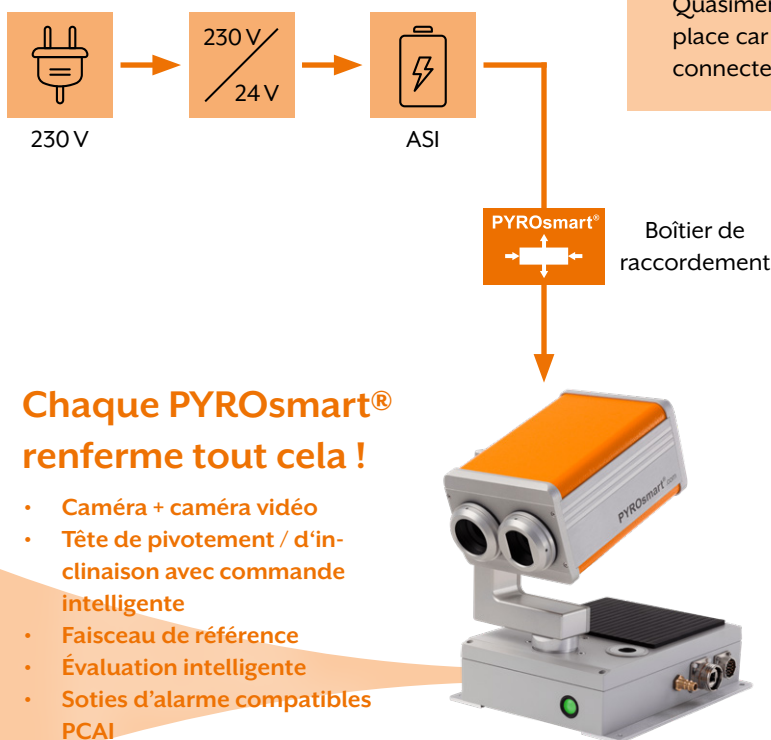 Quasimen
place car
connecte
230 V
24 V
230 V
ASI
PYROsmart®
Boîtier de
raccordement
Chaque PYROsmart®
renferme tout cela !
• Caméra + caméra vidéo
• Tête de pivotement / d‘in-
clinaison avec commande
intelligente
• Faisceau de référence
• Évaluation intelligente
• Soties d’alarme compatibles
PCAI
PYROsmart®.com